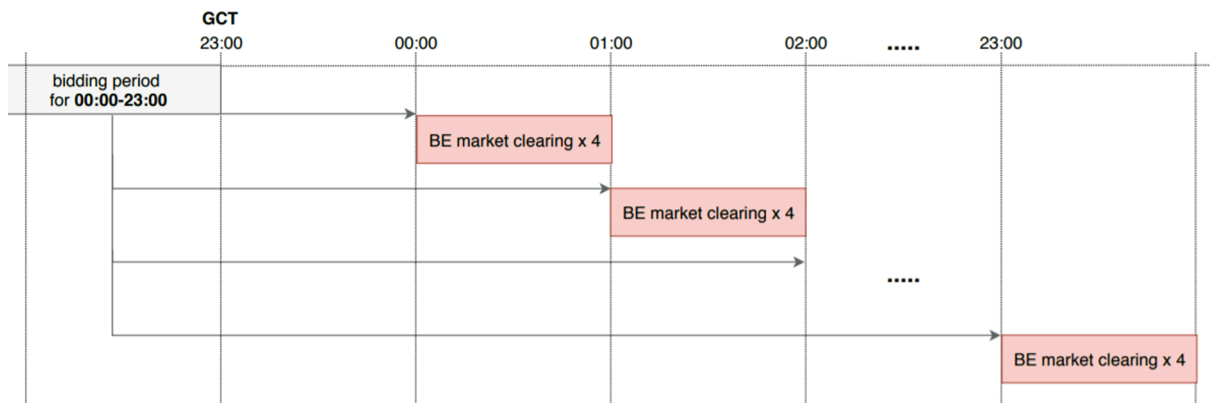 GCT
23:00 00:00 01:00 02:00 ..... 23:00
bidding period
for 00:00-23:00
BE market clearing x 4
BE market clearing x 4
.....
BE market clearing x 4